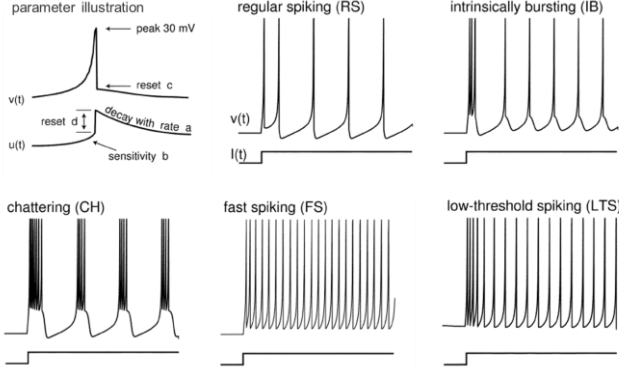 parameter illustration
peak 30 mV
reset c
v(t)
reset d
decay with rate a
u(t)
sensitivity b
regular spiking (RS)
v(t)
I(t)
intrinsically bursting (IB)
chattering (CH)
fast spiking (FS)
low-threshold spiking (LTS)